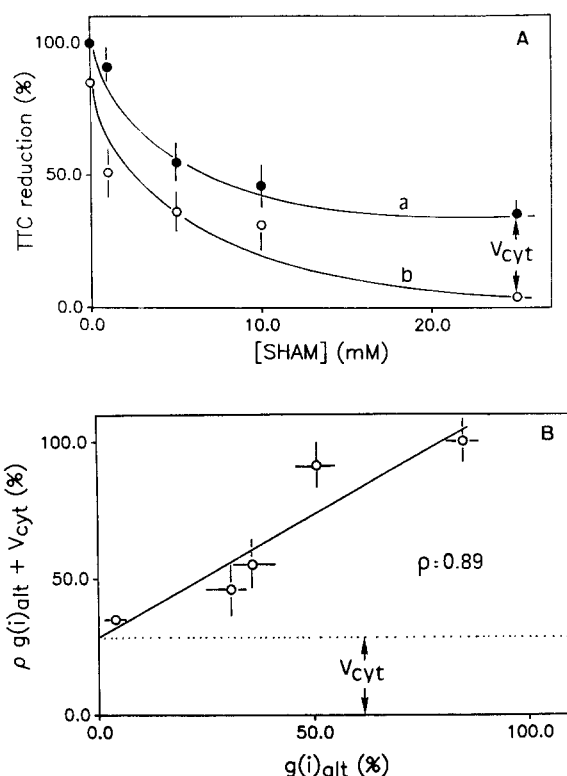 A
100.0
50.0
0.0
TTC reduction (%)
a
b
Vcyt
0.0 10.0 20.0
[SHAM] (mM)
B
100.0
50.0
0.0
ρ g(i)alt + Vcyt (%)
ρ=0.89
Vcyt
0.0 50.0 100.0
g(i)alt (%)